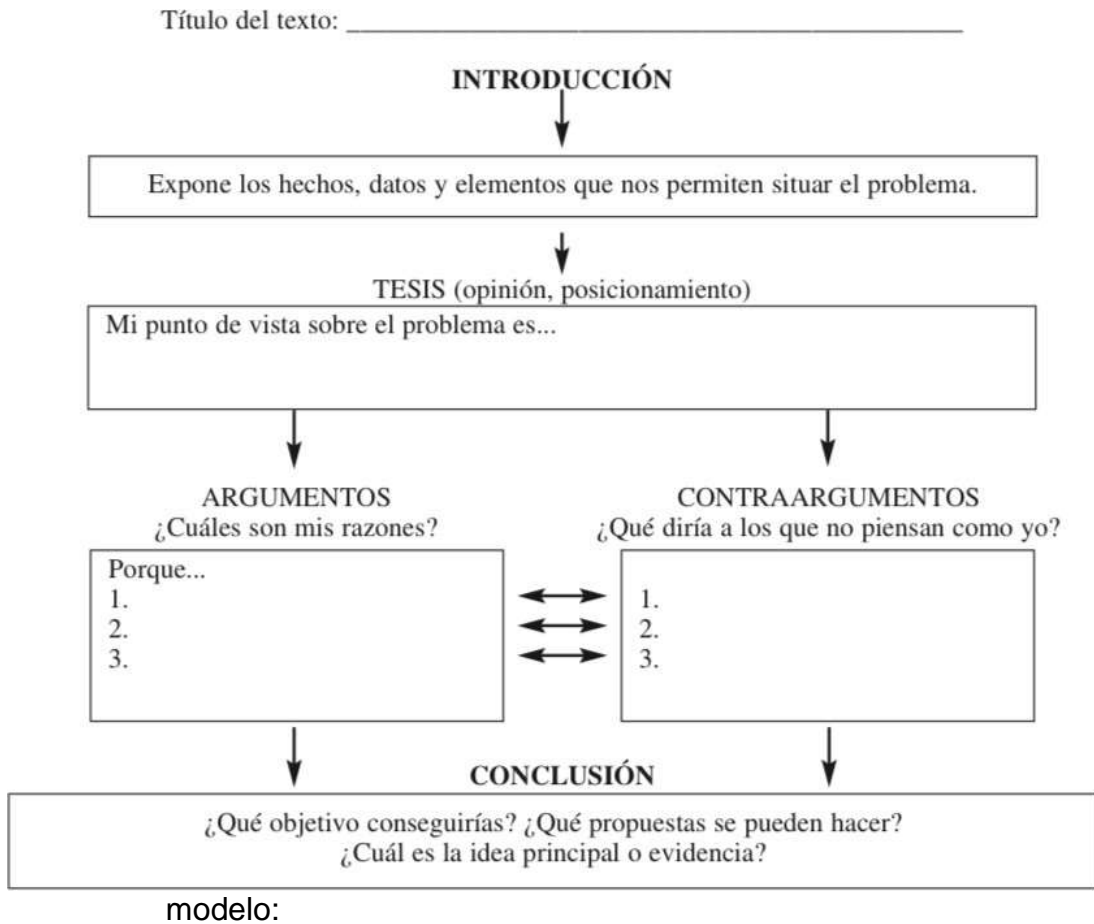 Título del texto: ______________________________________________
INTRODUCCIÓN
Expone los hechos, datos y elementos que nos permiten situar el problema.
TESIS (opinión, posicionamiento)
Mi punto de vista sobre el problema es...
ARGUMENTOS
¿Cuáles son mis razones?
Porque...
1.
2.
3.
CONTRAARGUMENTOS
¿Qué diría a los que no piensan como yo?
1.
2.
3.
CONCLUSIÓN
¿Qué objetivo conseguirías? ¿Qué propuestas se pueden hacer?
¿Cuál es la idea principal o evidencia?
modelo: